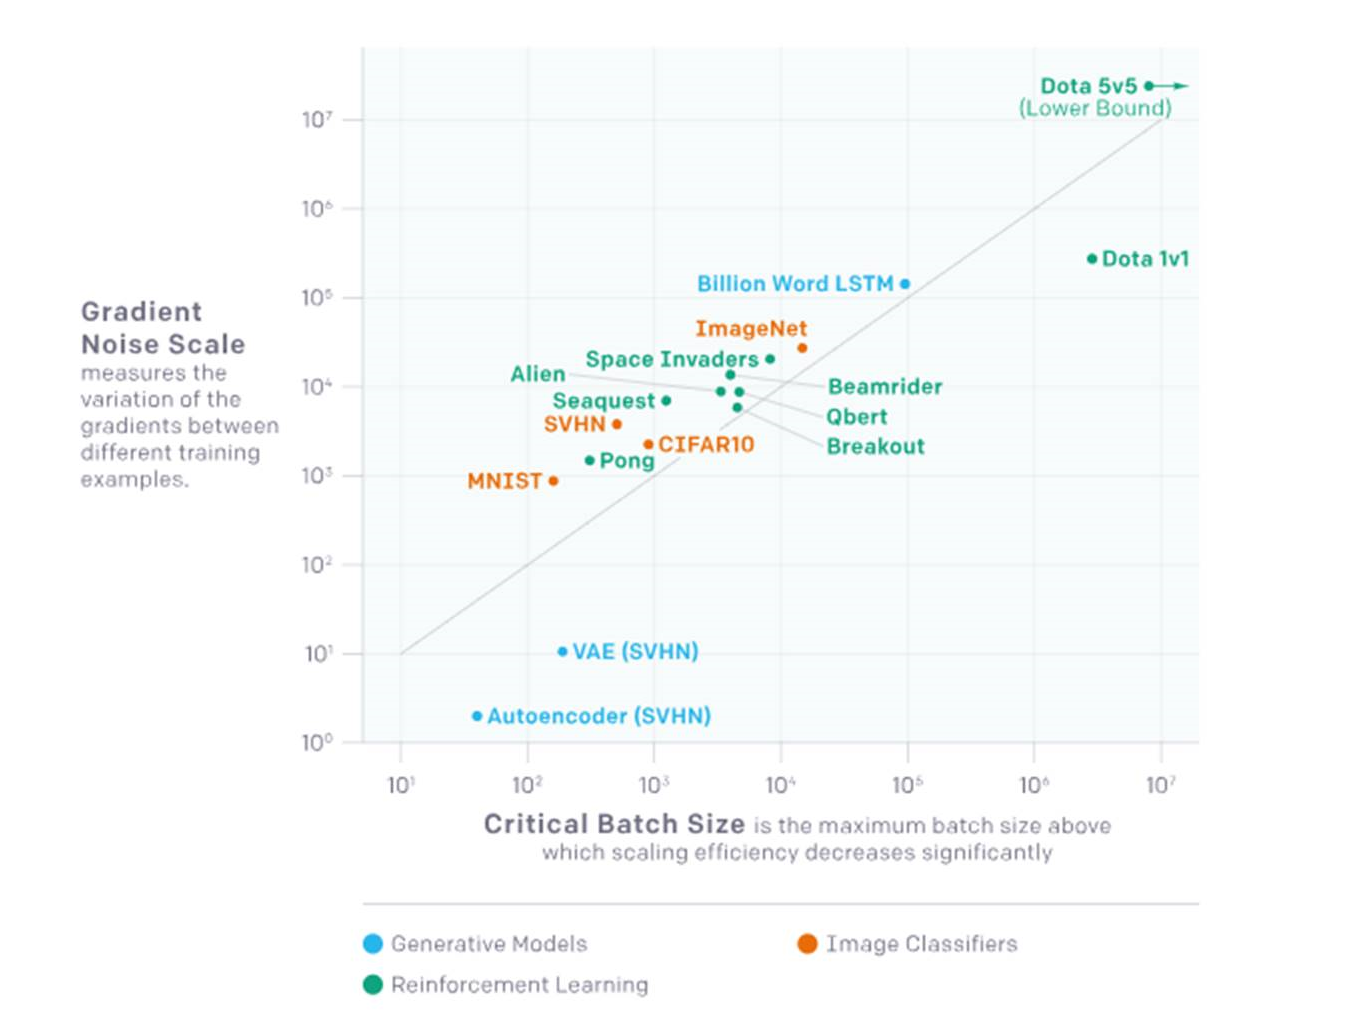 Dota 5v5
(Lower Bound)
10⁷
10⁶
Dota 1v1
Billion Word LSTM
10⁵
Gradient
Noise Scale
measures the
variation of the
gradients between
different training
examples.
ImageNet
Space Invaders
Alien
10⁴
Beamrider
Seaquest
Qbert
SVHN
CIFAR10
Breakout
Pong
10³
MNIST
10²
10¹
VAE (SVHN)
Autoencoder (SVHN)
10⁰
10¹ 10² 10³ 10⁴ 10⁵ 10⁶ 10⁷
Critical Batch Size is the maximum batch size above
which scaling efficiency decreases significantly
Generative Models
Image Classifiers
Reinforcement Learning